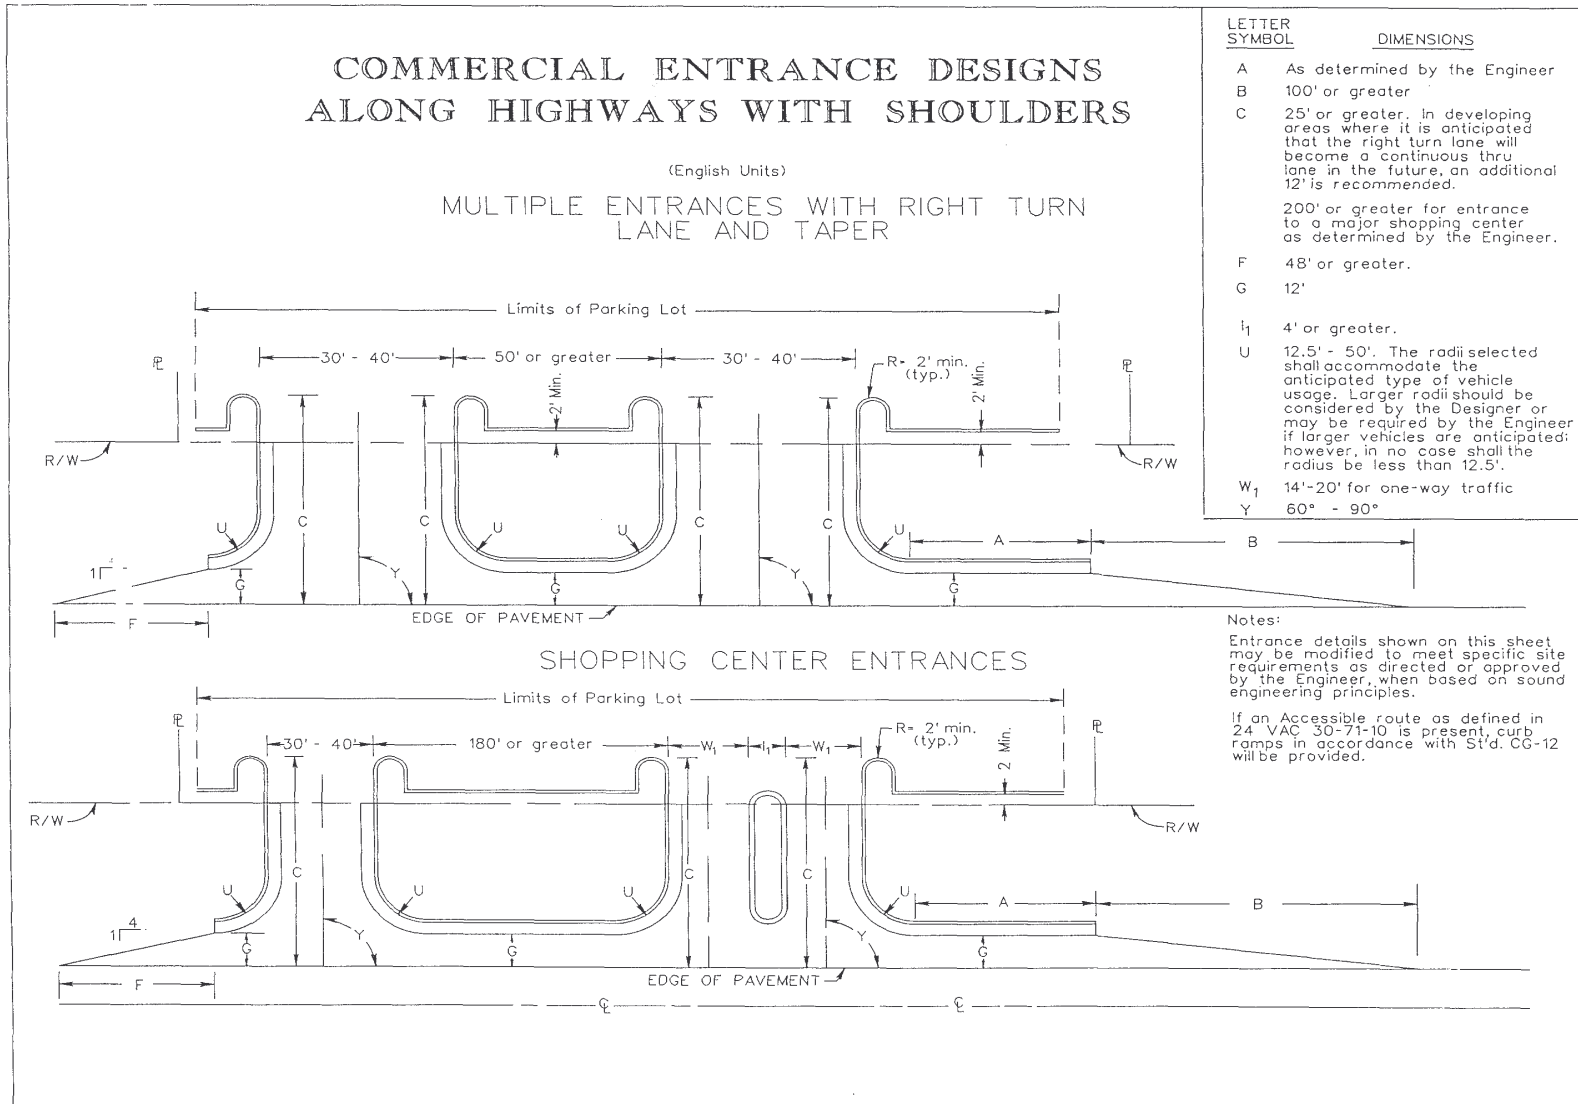 COMMERCIAL ENTRANCE DESIGNS
ALONG HIGHWAYS WITH SHOULDERS
(English Units)
MULTIPLE ENTRANCES WITH RIGHT TURN
LANE AND TAPER
LETTER
SYMBOL DIMENSIONS
A As determined by the Engineer
B 100' or greater
C 25' or greater. In developing
areas where it is anticipated
that the right turn lane will
become a continuous thru
lane in the future, an additional
12' is recommended.
200' or greater for entrance
to a major shopping center
as determined by the Engineer.
F 48' or greater.
G 12'
I1 4' or greater.
U 12.5' - 50'. The radii selected
shall accommodate the
anticipated type of vehicle
usage. Larger radii should be
considered by the Designer or
may be required by the Engineer
if larger vehicles are anticipated;
however, in no case shall the
radius be less than 12.5'.
W1 14'-20' for one-way traffic
Y 60° - 90°
Limits of Parking Lot
℄ 30' - 40' 50' or greater 30' - 40' R= 2' min.
(typ.)
2' Min. 2' Min.
R/W R/W
C C C C
U U U U A B
1 4
Y Y
G G G
F
EDGE OF PAVEMENT
Notes:
Entrance details shown on this sheet
may be modified to meet specific site
requirements as directed or approved
by the Engineer, when based on sound
engineering principles.
If an Accessible route as defined in
24 VAC 30-71-10 is present, curb
ramps in accordance with St'd. CG-12
will be provided.
SHOPPING CENTER ENTRANCES
Limits of Parking Lot
30' - 40' 180' or greater W1 I1 W1 R= 2' min.
(typ.)
2' Min.
R/W R/W
C C C
U U U U A B
1 4
Y Y
G G G
F
EDGE OF PAVEMENT
℄ ℄